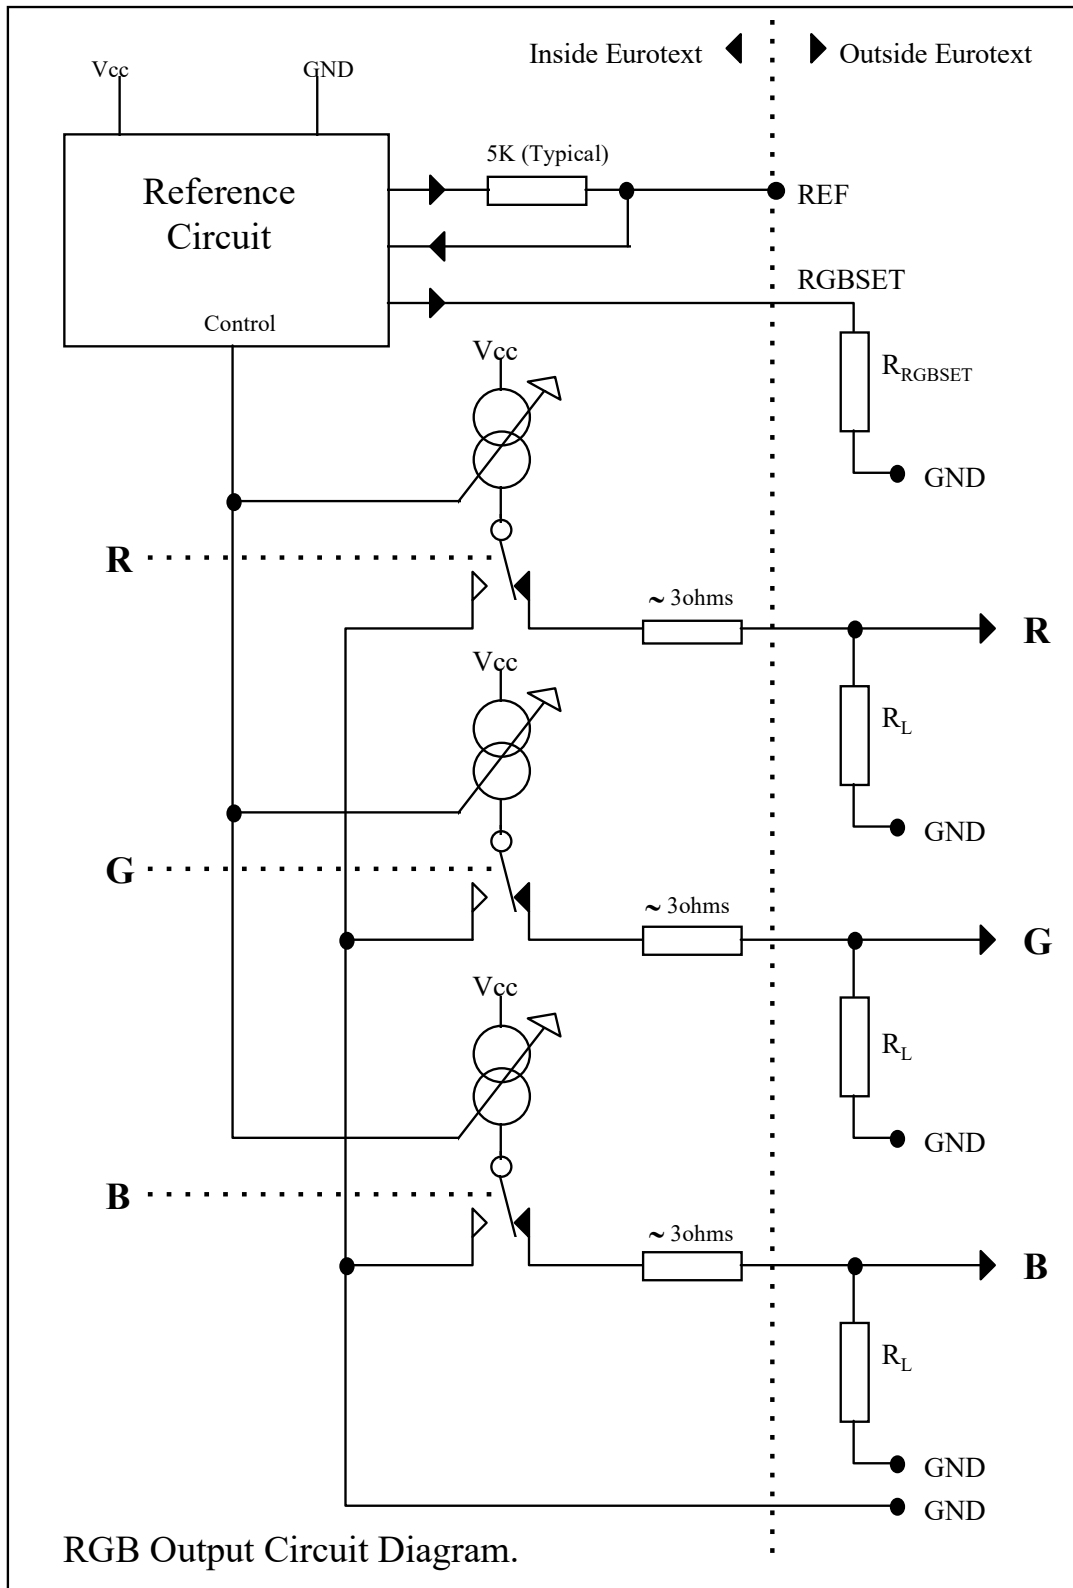 Inside Eurotext
Outside Eurotext
Vcc
GND
5K (Typical)
Reference
Circuit
REF
RGBSET
Control
Vcc
R_RGBSET
GND
R
~ 3ohms
R
Vcc
R_L
GND
G
~ 3ohms
G
Vcc
R_L
GND
B
~ 3ohms
B
R_L
GND
GND
RGB Output Circuit Diagram.